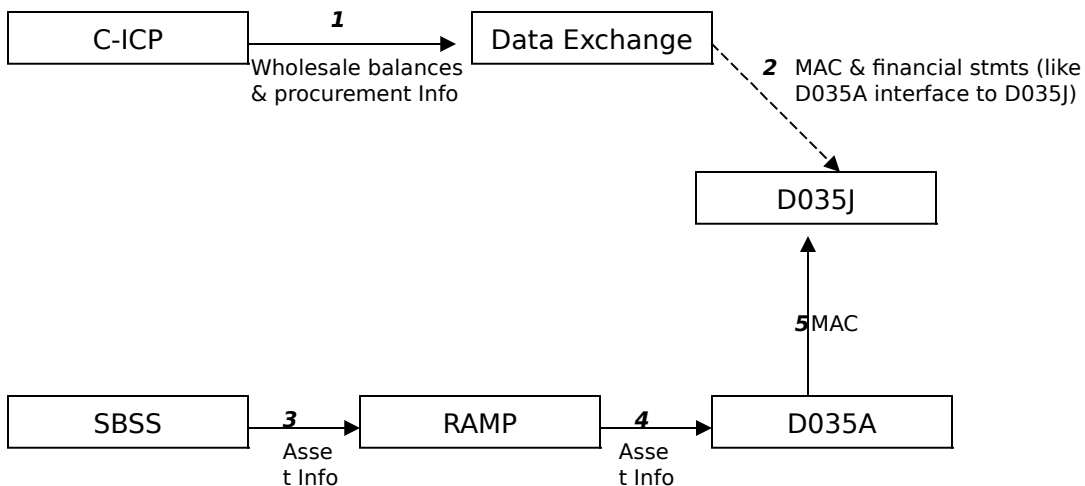 1
C-ICP
Data Exchange
Wholesale balances
& procurement Info
2 MAC & financial stmts (like
D035A interface to D035J)
D035J
5 MAC
SBSS
3
RAMP
4
D035A
Asse
t Info
Asse
t Info